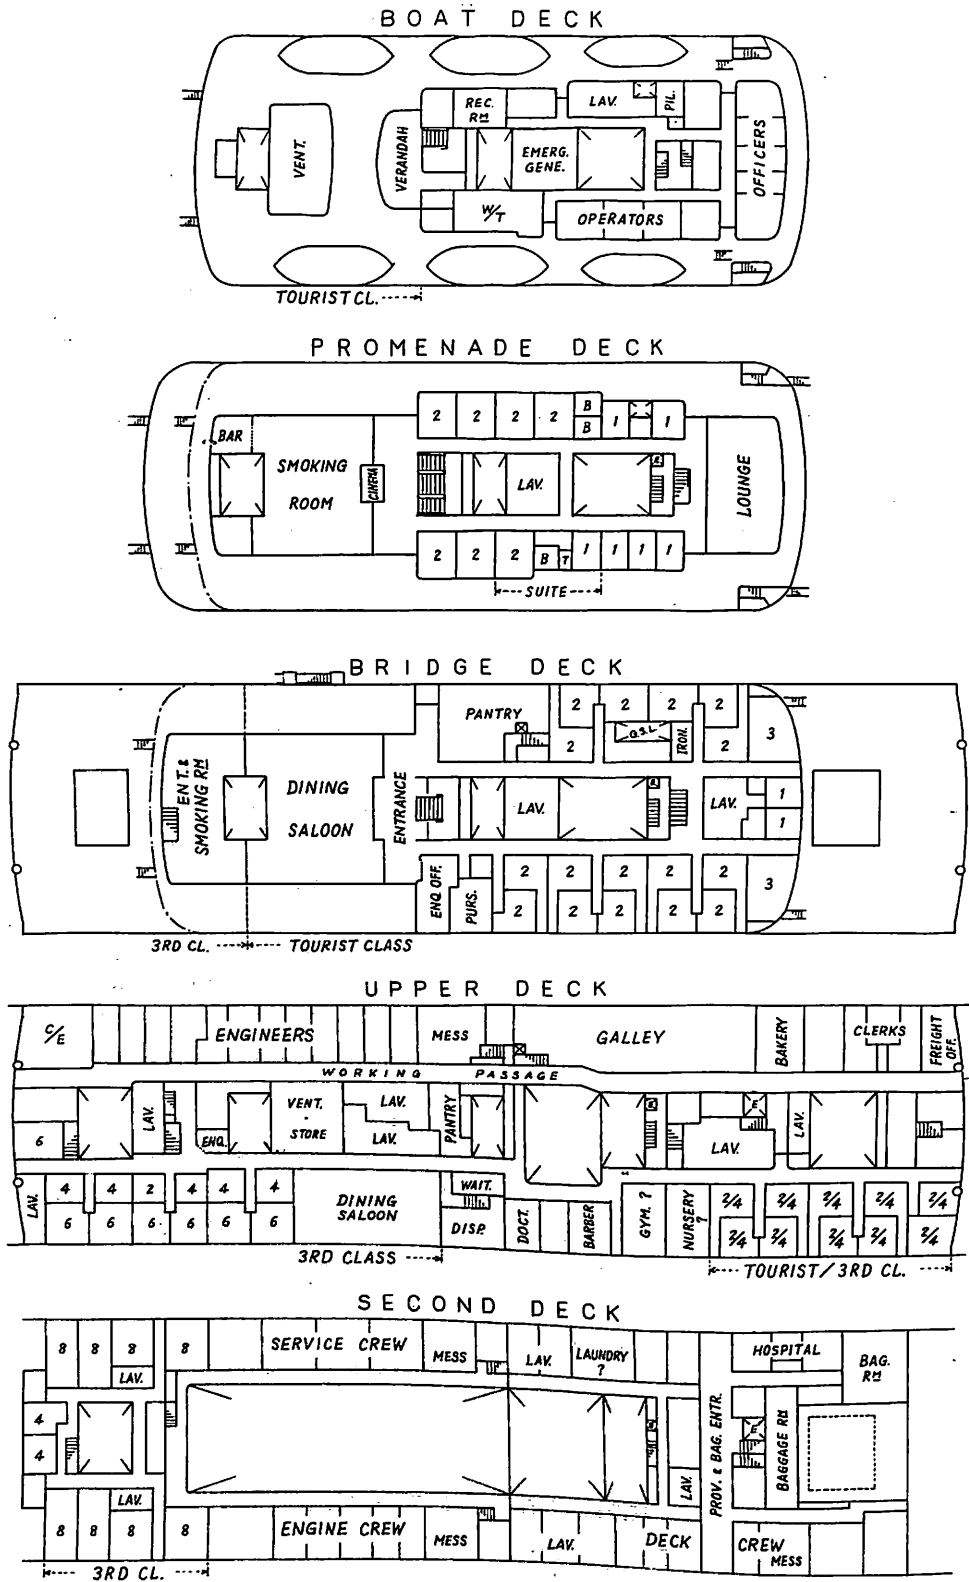 BOAT DECK
REC. RM
LAV.
PIL.
VENT.
VERANDAH
EMERG. GENE.
OFFICERS
W/T
OPERATORS
TOURIST CL.
PROMENADE DECK
2 2 2 2 B B 1 1
BAR
SMOKING ROOM
CINEMA
LAV.
E
LOUNGE
2 2 2 B T 1 1 1 1
SUITE
BRIDGE DECK
PANTRY
2 2 2 2
2
IRON.
2
3
ENT. & SMOKING RM
DINING SALOON
ENTRANCE
LAV.
LAV.
1
1
ENQ. OFF.
PURS.
2 2 2 2 2
2 2 2 2 2
3
3RD CL.
TOURIST CLASS
UPPER DECK
C/E
ENGINEERS
MESS
GALLEY
BAKERY
CLERKS
FREIGHT OFF.
WORKING PASSAGE
6
LAV.
ENQ.
VENT.
STORE
LAV.
LAV.
PANTRY
E
LAV.
LAV.
LAV.
4 4 2 4 4 4
6 6 6 6 6 6
DINING SALOON
WAIT.
DISP.
DOCT.
BARBER
GYM. ?
NURSERY ?
2/4 2/4 2/4 2/4 2/4
2/4 2/4 2/4 2/4 2/4
3RD CLASS
TOURIST/3RD CL.
SECOND DECK
8 8 8 8
LAV.
SERVICE CREW
MESS
LAV.
LAUNDRY ?
HOSPITAL
BAG. RM
4
4
PROV. & BAG. ENTR.
E
BAGGAGE RM
LAV.
LAV.
8 8 8 8
ENGINE CREW
MESS
LAV.
DECK CREW
MESS
3RD CL.